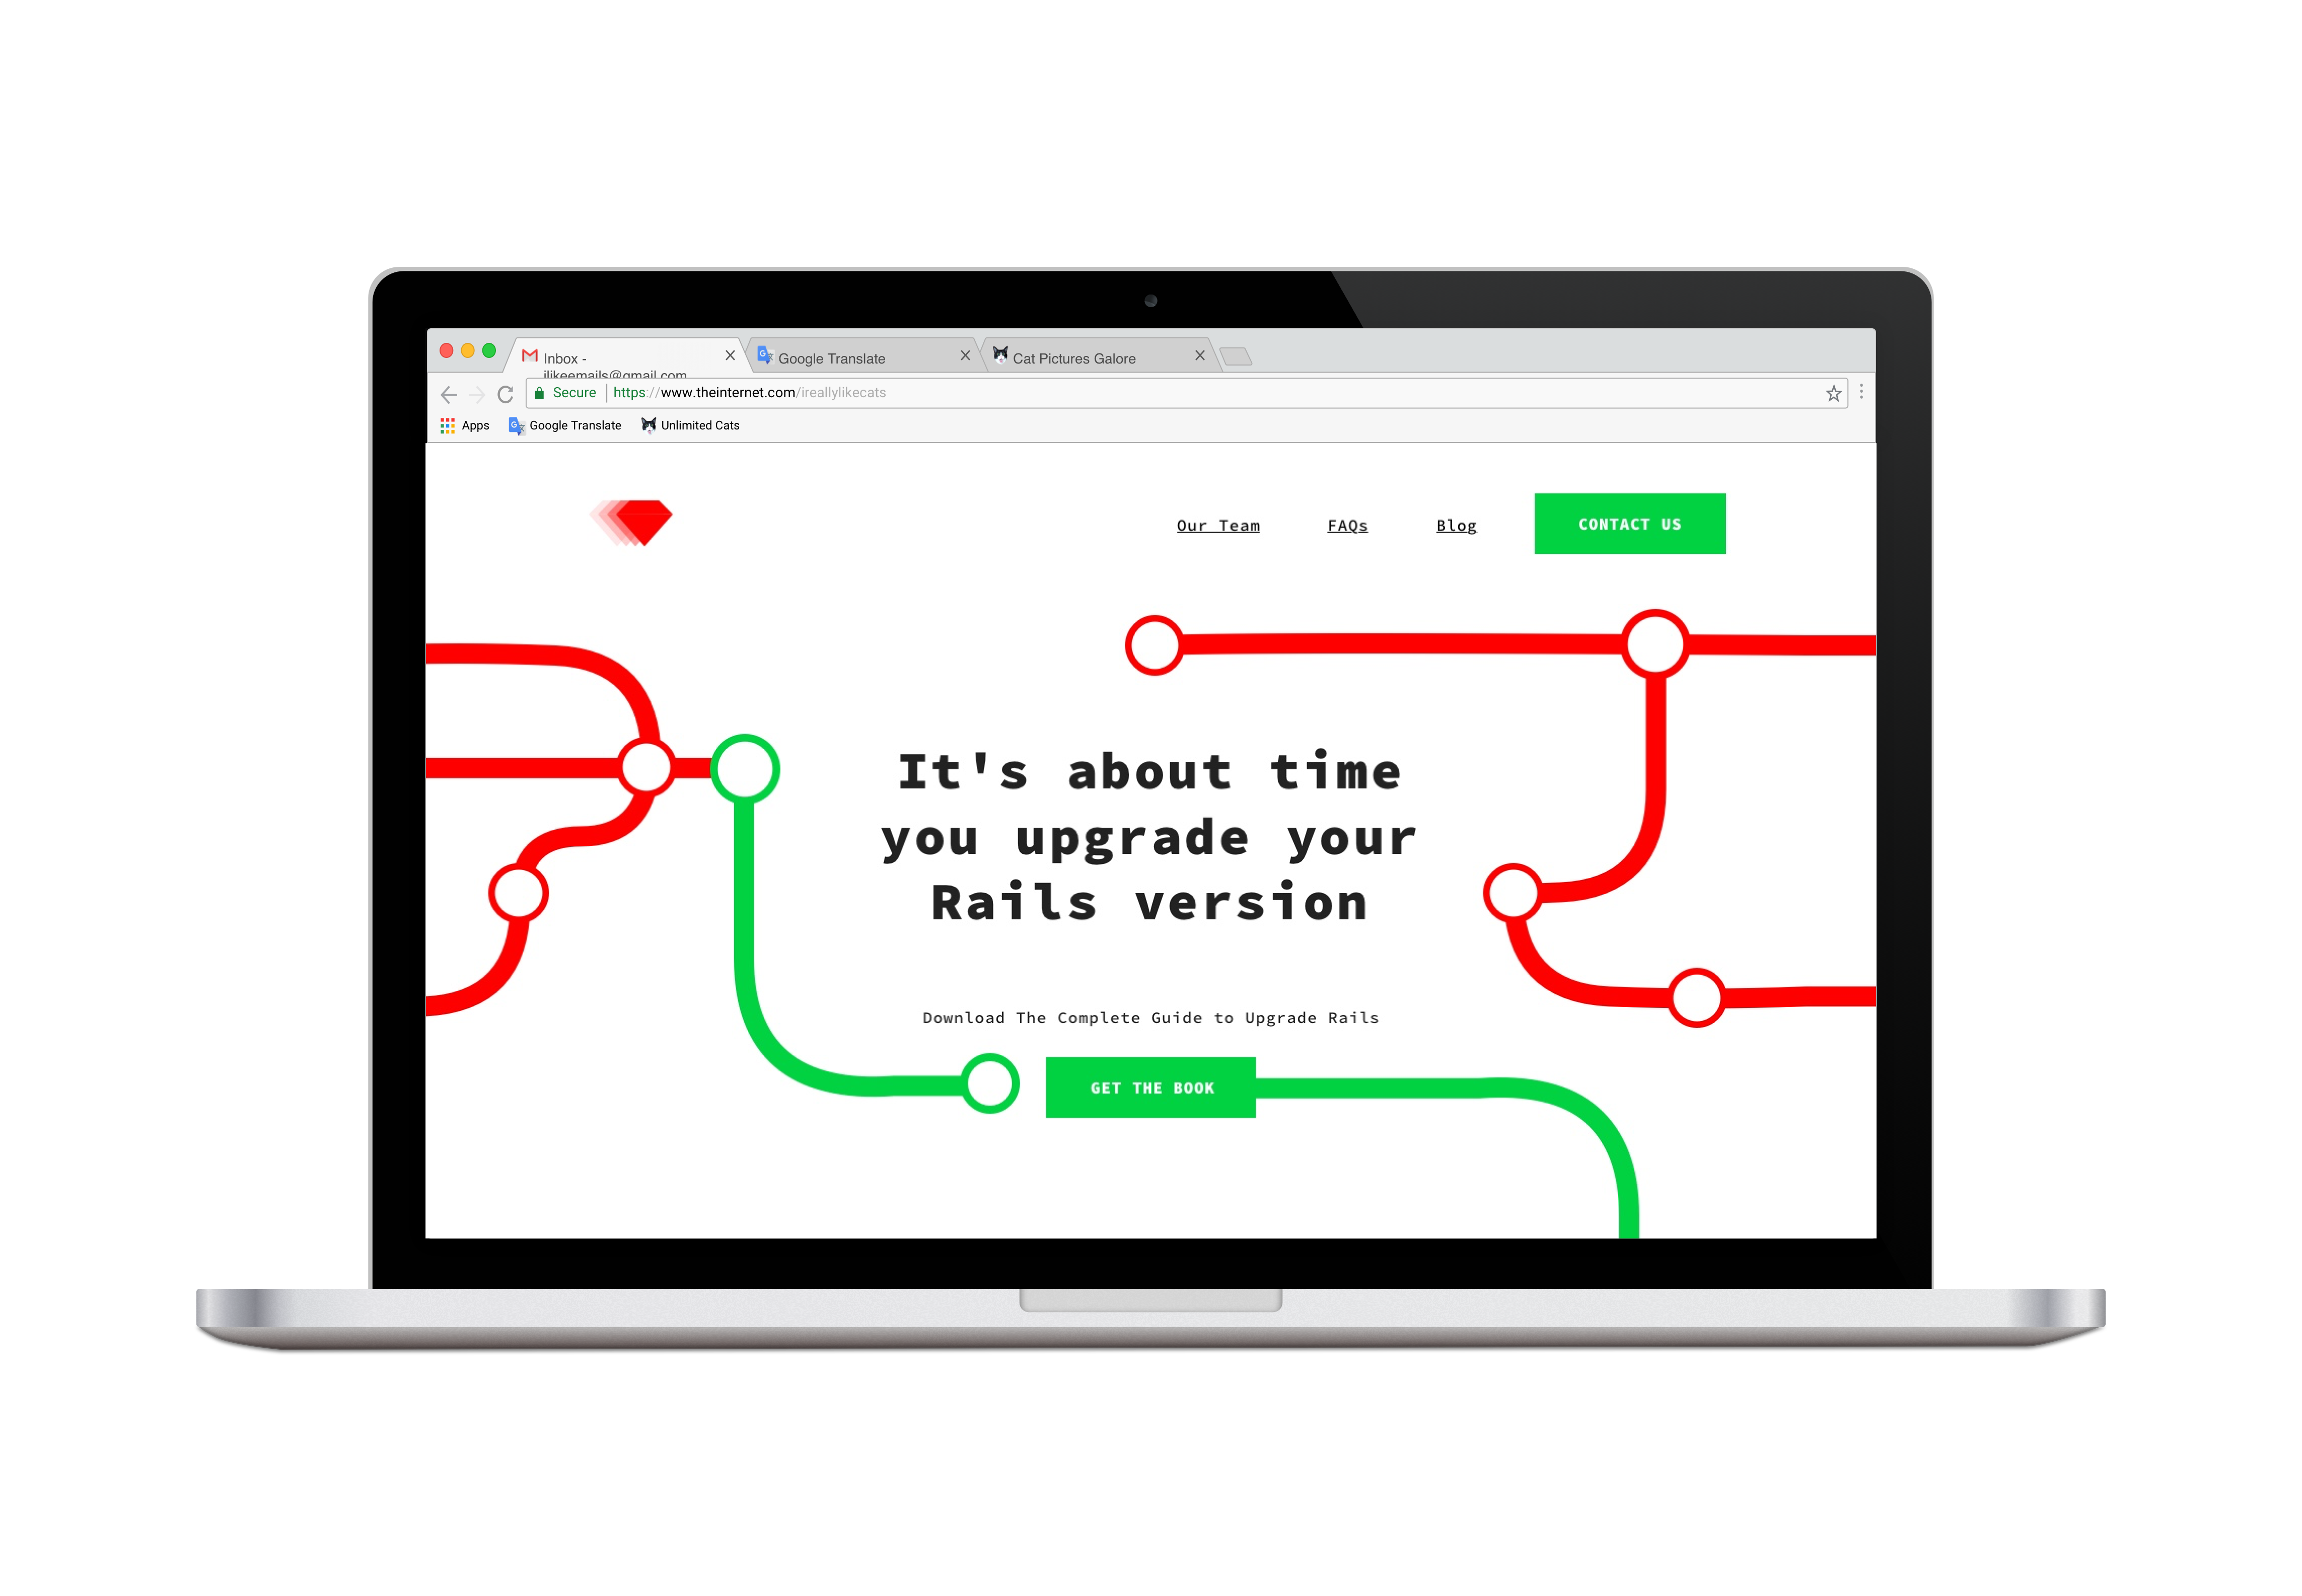 Inbox -
ilikeemails@gmail.com
Google Translate
Cat Pictures Galore
Secure
https://www.theinternet.com/ireallylikecats
Apps
Google Translate
Unlimited Cats
Our Team
FAQs
Blog
CONTACT US
It's about time
you upgrade your
Rails version
Download The Complete Guide to Upgrade Rails
GET THE BOOK